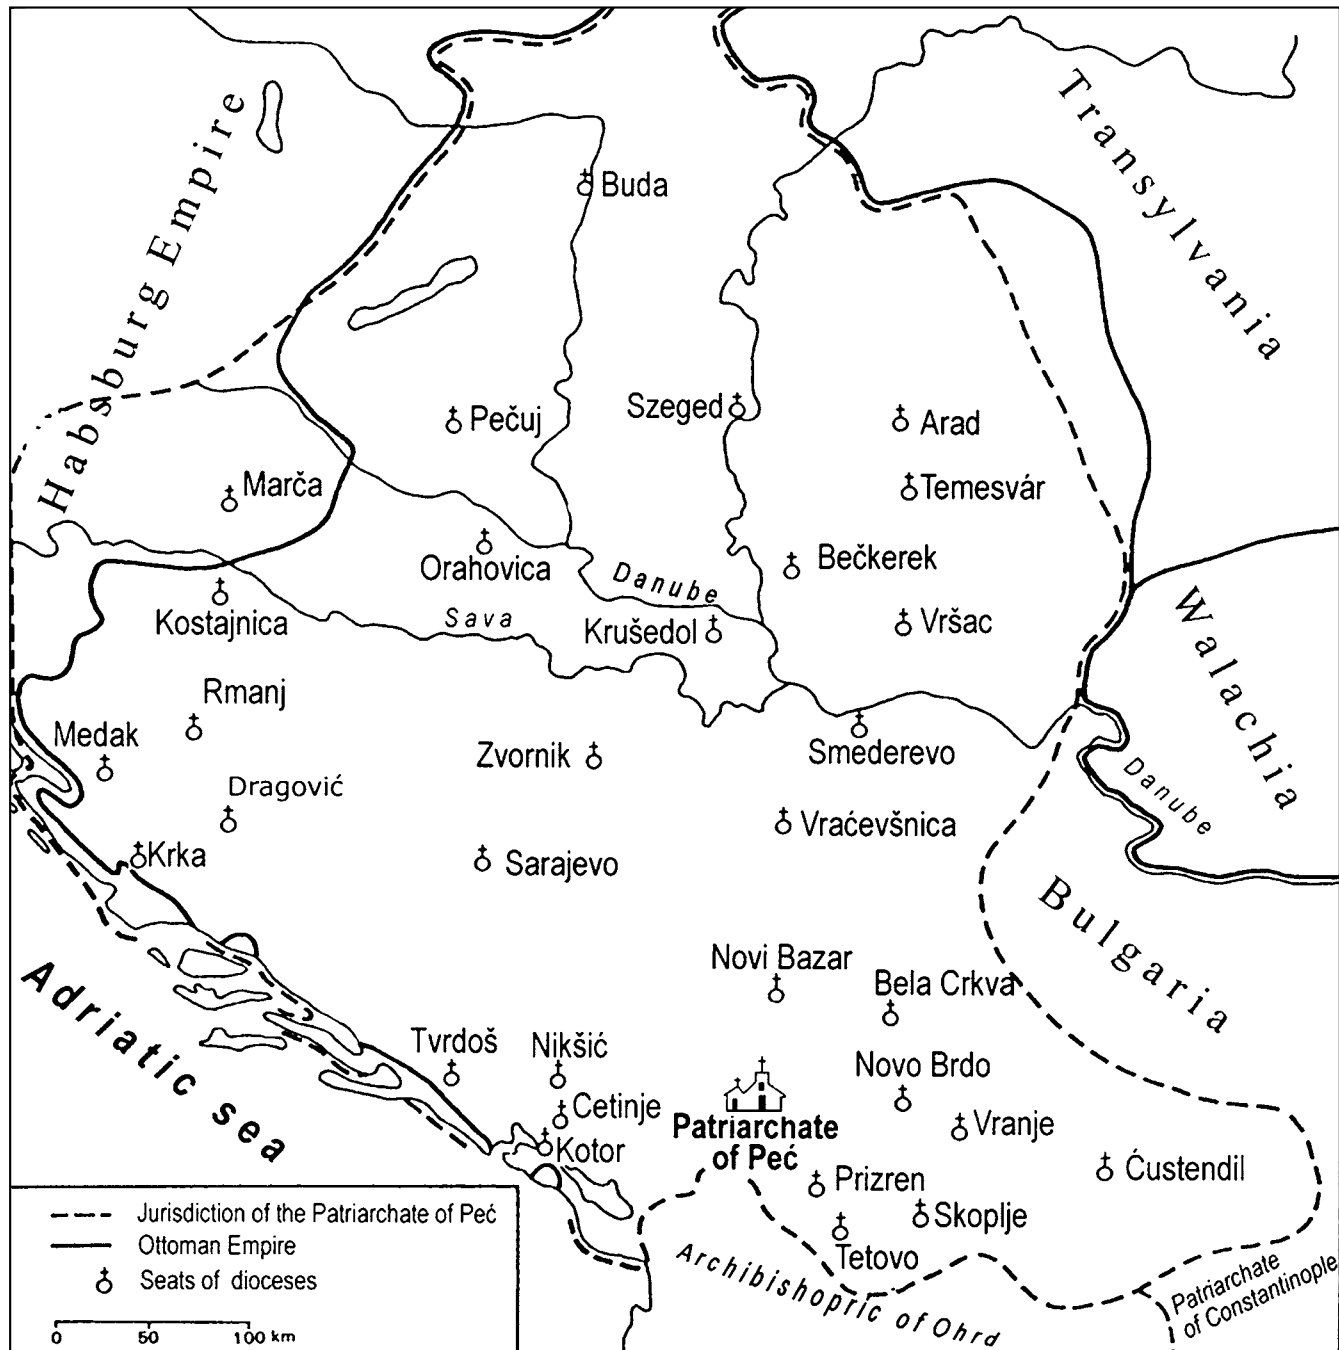 Habsburg Empire
Transylvania
Buda
Pečuj
Szeged
Arad
Marča
Temesvár
Orahovica
Danube
Bečkerek
Kostajnica
Sava
Krušedol
Vršac
Walachia
Rmanj
Medak
Zvornik
Smederevo
Danube
Dragović
Vraćevšnica
Krka
Sarajevo
Bulgaria
Adriatic sea
Novi Bazar
Bela Crkva
Tvrdoš
Nikšić
Novo Brdo
Cetinje
Patriarchate
of Peć
Vranje
Kotor
Prizren
Ćustendil
Skoplje
Tetovo
Archibishopric of Ohrd
Patriarchate
of Constantinople
Jurisdiction of the Patriarchate of Peć
Ottoman Empire
Seats of dioceses
0 50 100 km